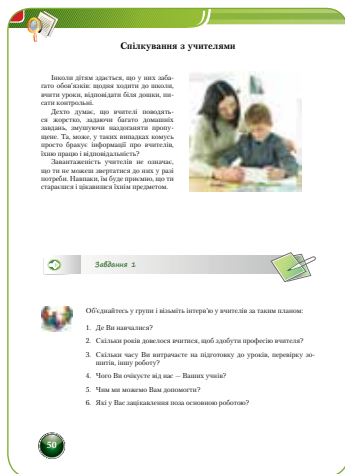 Спілкування з учителями
Інколи дітям здається, що у них заба-
гато обов'язків: щодня ходити до школи,
вчити уроки, відповідати біля дошки, пи-
сати контрольні.
Дехто думає, що вчителі поводять-
ся жорстко, задаючи багато домашніх
завдань, змушуючи наздоганяти пропу-
щене. Та, може, у таких випадках комусь
просто бракує інформації про вчителів,
їхню працю і відповідальність?
Завантаженість учителів не означає,
що ти не можеш звертатися до них у разі
потреби. Навпаки, їм буде приємно, що ти
стараєшся і цікавишся їхнім предметом.
Завдання 1
Об'єднайтесь у групи і візьміть інтерв'ю у вчителів за таким планом:
1. Де Ви навчалися?
2. Скільки років довелося вчитися, щоб здобути професію вчителя?
3. Скільки часу Ви витрачаєте на підготовку до уроків, перевірку зо-
шитів, іншу роботу?
4. Чого Ви очікуєте від нас — Ваших учнів?
5. Чим ми можемо Вам допомогти?
6. Які у Вас зацікавлення поза основною роботою?
50